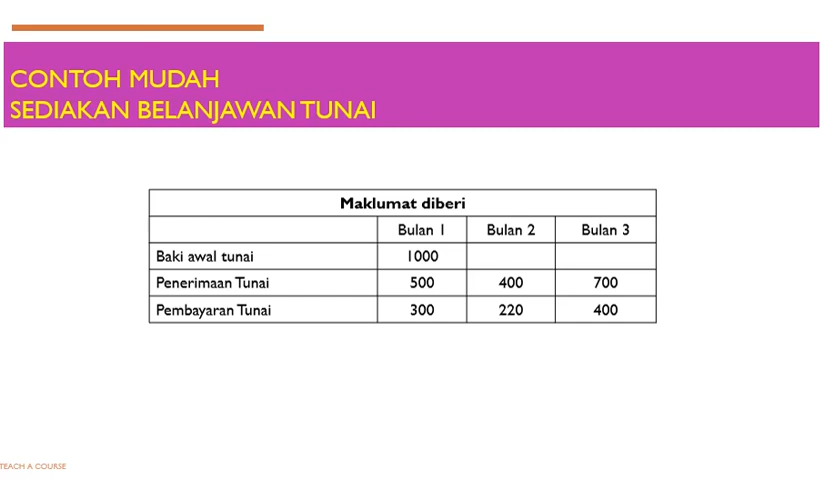 CONTOH MUDAH
SEDIAKAN BELANJAWAN TUNAI
Maklumat diberi
Bulan 1 Bulan 2 Bulan 3
Baki awal tunai 1000
Penerimaan Tunai 500 400 700
Pembayaran Tunai 300 220 400
TEACH A COURSE